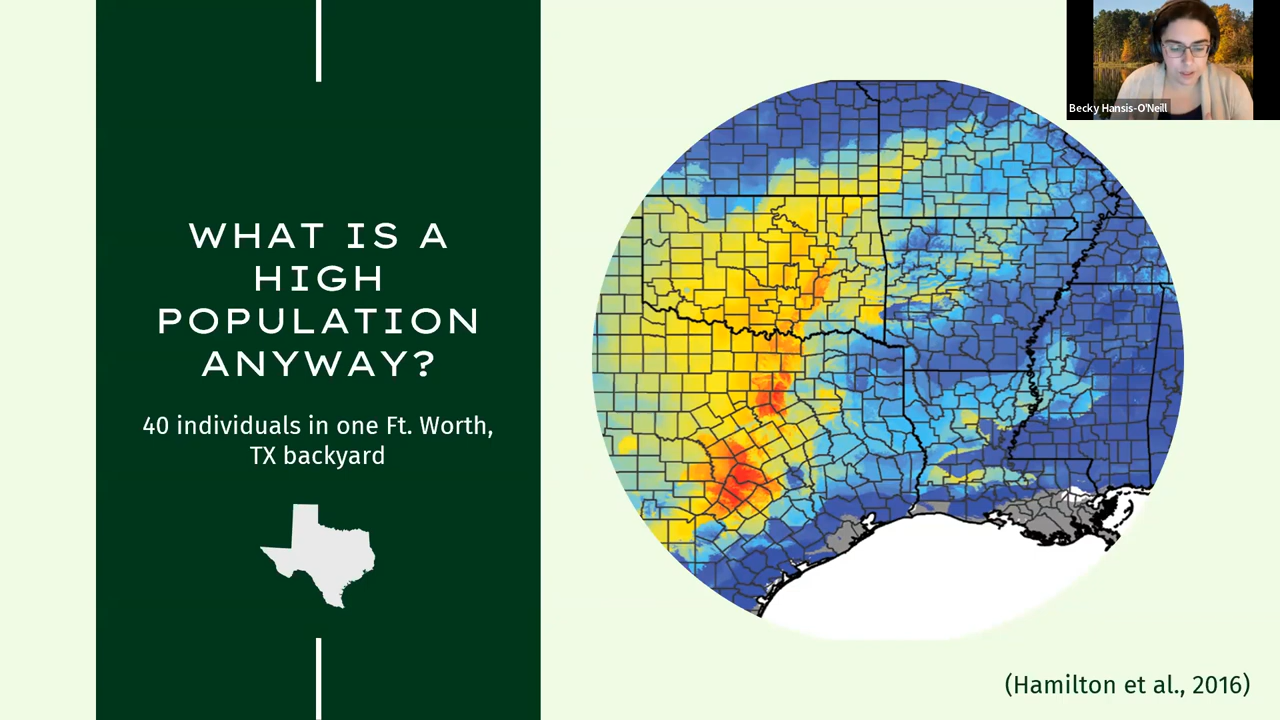 WHAT IS A
HIGH
POPULATION
ANYWAY?
40 individuals in one Ft. Worth,
TX backyard
Becky Hansis-O'Neill
(Hamilton et al., 2016)